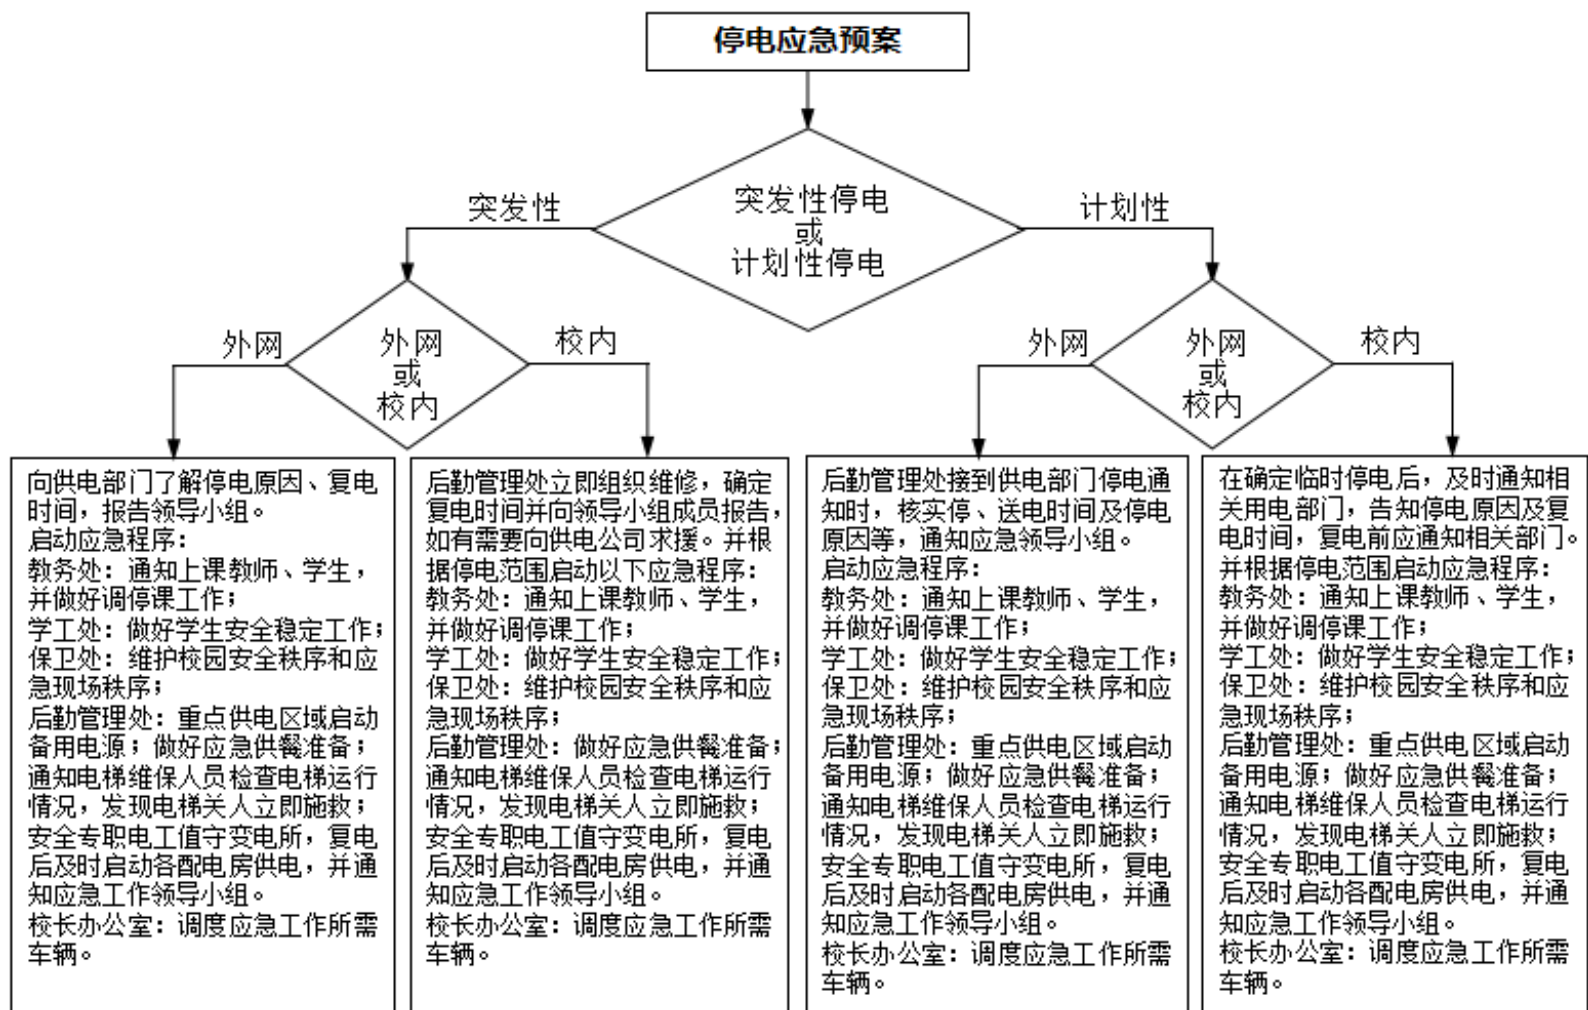 停电应急预案
突发性
突发性停电
或
计划性停电
计划性
外网
外网
或
校内
校内
外网
外网
或
校内
校内
向供电部门了解停电原因、复电
时间，报告领导小组。
启动应急程序：
教务处：通知上课教师、学生，
并做好调停课工作；
学工处：做好学生安全稳定工作；
保卫处：维护校园安全秩序和应
急现场秩序；
后勤管理处：重点供电区域启动
备用电源；做好应急供餐准备；
通知电梯维保人员检查电梯运行
情况，发现电梯关人立即施救；
安全专职电工值守变电所，复电
后及时启动各配电房供电，并通
知应急工作领导小组。
校长办公室：调度应急工作所需
车辆。
后勤管理处立即组织维修，确定
复电时间并向领导小组成员报告，
如有需要向供电公司求援。并根
据停电范围启动以下应急程序：
教务处：通知上课教师、学生，
并做好调停课工作；
学工处：做好学生安全稳定工作；
保卫处：维护校园安全秩序和应
急现场秩序；
后勤管理处：做好应急供餐准备；
通知电梯维保人员检查电梯运行
情况，发现电梯关人立即施救；
安全专职电工值守变电所，复电
后及时启动各配电房供电，并通
知应急工作领导小组。
校长办公室：调度应急工作所需
车辆。
后勤管理处接到供电部门停电通
知时，核实停、送电时间及停电
原因等，通知应急领导小组。
启动应急程序：
教务处：通知上课教师、学生，
并做好调停课工作；
学工处：做好学生安全稳定工作；
保卫处：维护校园安全秩序和应
急现场秩序；
后勤管理处：重点供电区域启动
备用电源；做好应急供餐准备；
通知电梯维保人员检查电梯运行
情况，发现电梯关人立即施救；
安全专职电工值守变电所，复电
后及时启动各配电房供电，并通
知应急工作领导小组。
校长办公室：调度应急工作所需
车辆。
在确定临时停电后，及时通知相
关用电部门，告知停电原因及复
电时间，复电前应通知相关部门。
并根据停电范围启动应急程序：
教务处：通知上课教师、学生，
并做好调停课工作；
学工处：做好学生安全稳定工作；
保卫处：维护校园安全秩序和应
急现场秩序；
后勤管理处：重点供电区域启动
备用电源；做好应急供餐准备；
通知电梯维保人员检查电梯运行
情况，发现电梯关人立即施救；
安全专职电工值守变电所，复电
后及时启动各配电房供电，并通
知应急工作领导小组。
校长办公室：调度应急工作所需
车辆。